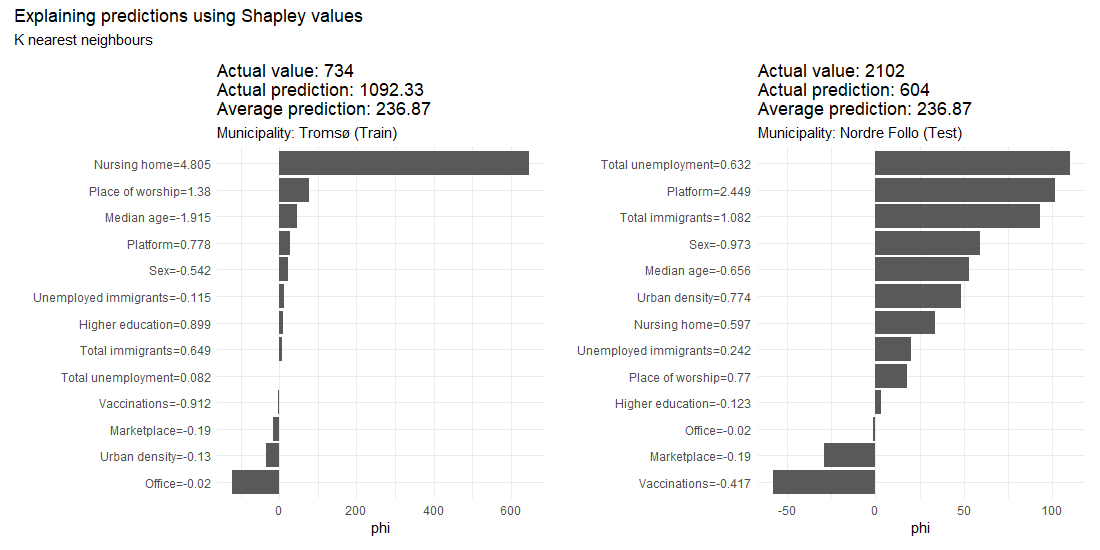 Explaining predictions using Shapley values
K nearest neighbours
Actual value: 734
Actual prediction: 1092.33
Average prediction: 236.87
Municipality: Tromsø (Train)
Nursing home=4.805
Place of worship=1.38
Median age=-1.915
Platform=0.778
Sex=-0.542
Unemployed immigrants=-0.115
Higher education=0.899
Total immigrants=0.649
Total unemployment=0.082
Vaccinations=-0.912
Marketplace=-0.19
Urban density=-0.13
Office=-0.02
0 200 400 600
phi
Actual value: 2102
Actual prediction: 604
Average prediction: 236.87
Municipality: Nordre Follo (Test)
Total unemployment=0.632
Platform=2.449
Total immigrants=1.082
Sex=-0.973
Median age=-0.656
Urban density=0.774
Nursing home=0.597
Unemployed immigrants=0.242
Place of worship=0.77
Higher education=-0.123
Office=-0.02
Marketplace=-0.19
Vaccinations=-0.417
-50 0 50 100
phi